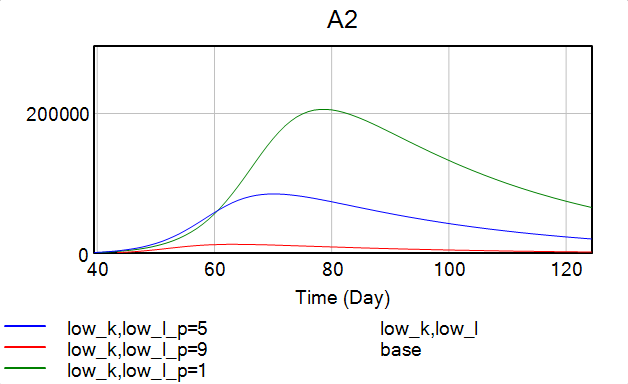 A2
200000
0
40 60 80 100 120
Time (Day)
low_k,low_l_p=5 low_k,low_l
low_k,low_l_p=9 base
low_k,low_l_p=1